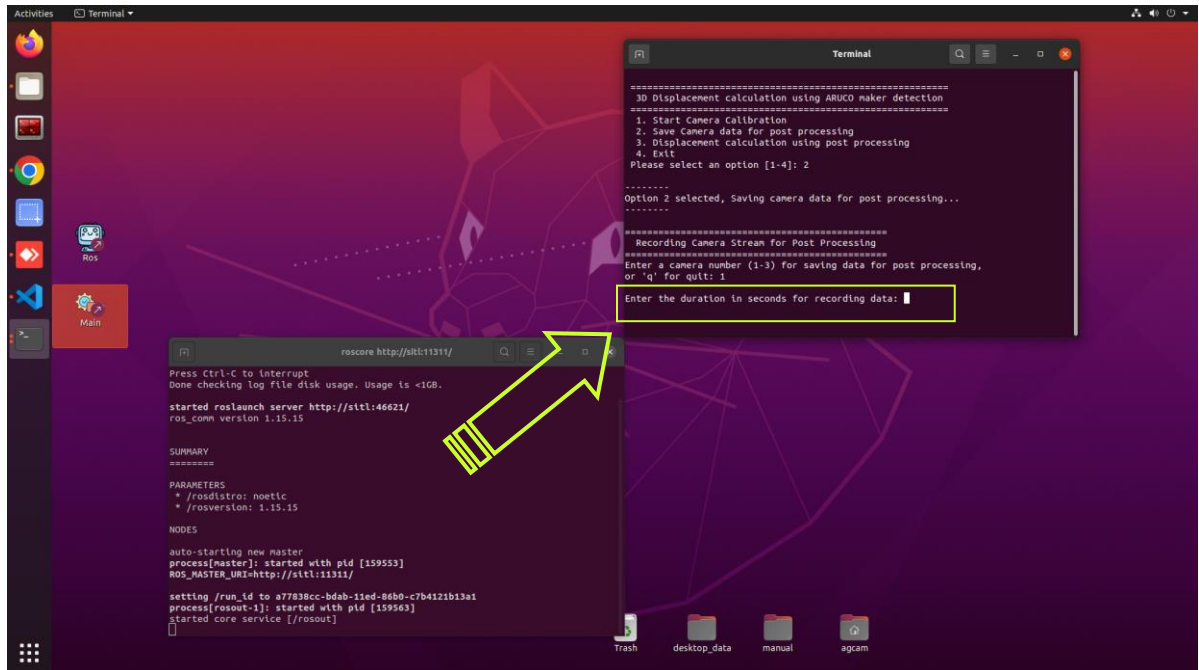 Activities
Terminal
Ros
Main
Terminal
==================================================
3D Displacement calculation using ARUCO maker detection
==================================================
1. Start Camera Calibration
2. Save Camera data for post processing
3. Displacement calculation using post processing
4. Exit
Please select an option [1-4]: 2
--------
Option 2 selected, Saving camera data for post processing...
--------
==============================================
Recording Camera Stream for Post Processing
==============================================
Enter a camera number (1-3) for saving data for post processing,
or 'q' for quit: 1
Enter the duration in seconds for recording data:
roscore http://sitl:11311/
Press Ctrl-C to interrupt
Done checking log file disk usage. Usage is <1GB.
started roslaunch server http://sitl:46621/
ros_comm version 1.15.15
SUMMARY
========
PARAMETERS
* /rosdistro: noetic
* /rosversion: 1.15.15
NODES
auto-starting new master
process[master]: started with pid [159553]
ROS_MASTER_URI=http://sitl:11311/
setting /run_id to a77838cc-bdab-11ed-86b0-c7b4121b13a1
process[rosout-1]: started with pid [159563]
started core service [/rosout]
Trash
desktop_data
manual
agcam